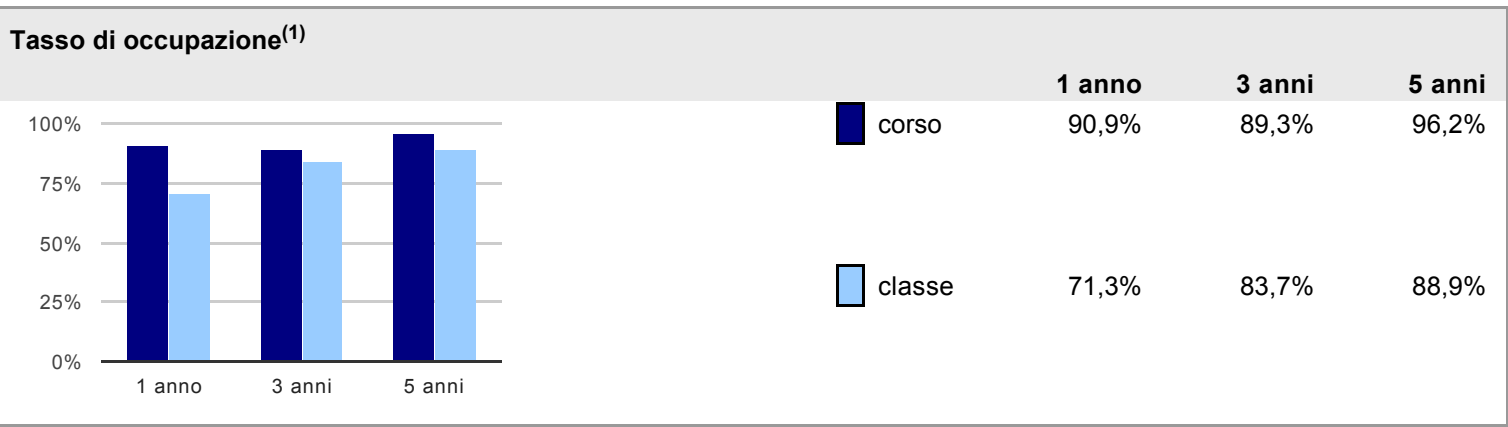 Tasso di occupazione(1)
1 anno 3 anni 5 anni
100%
75%
50%
25%
0%
1 anno 3 anni 5 anni
corso 90,9% 89,3% 96,2%
classe 71,3% 83,7% 88,9%